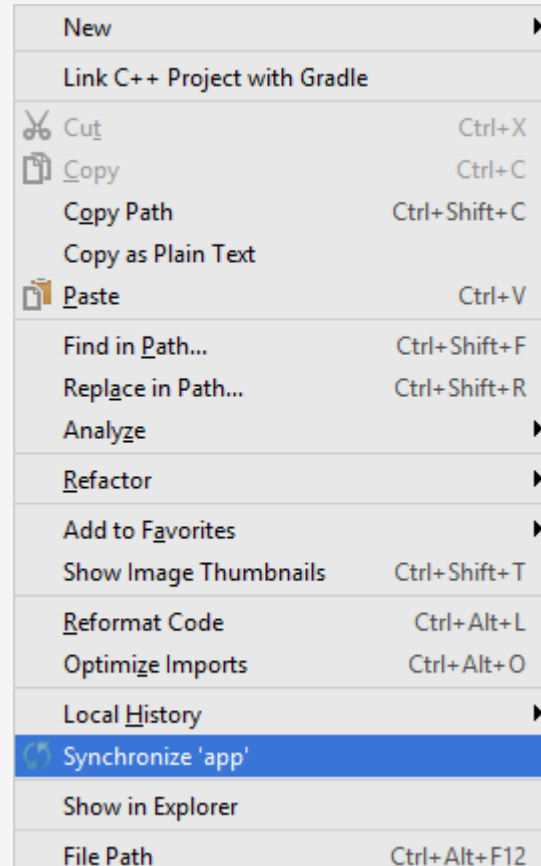 New
Link C++ Project with Gradle
Cut Ctrl+X
Copy Ctrl+C
Copy Path Ctrl+Shift+C
Copy as Plain Text
Paste Ctrl+V
Find in Path... Ctrl+Shift+F
Replace in Path... Ctrl+Shift+R
Analyze
Refactor
Add to Favorites
Show Image Thumbnails Ctrl+Shift+T
Reformat Code Ctrl+Alt+L
Optimize Imports Ctrl+Alt+O
Local History
Synchronize 'app'
Show in Explorer
File Path Ctrl+Alt+F12